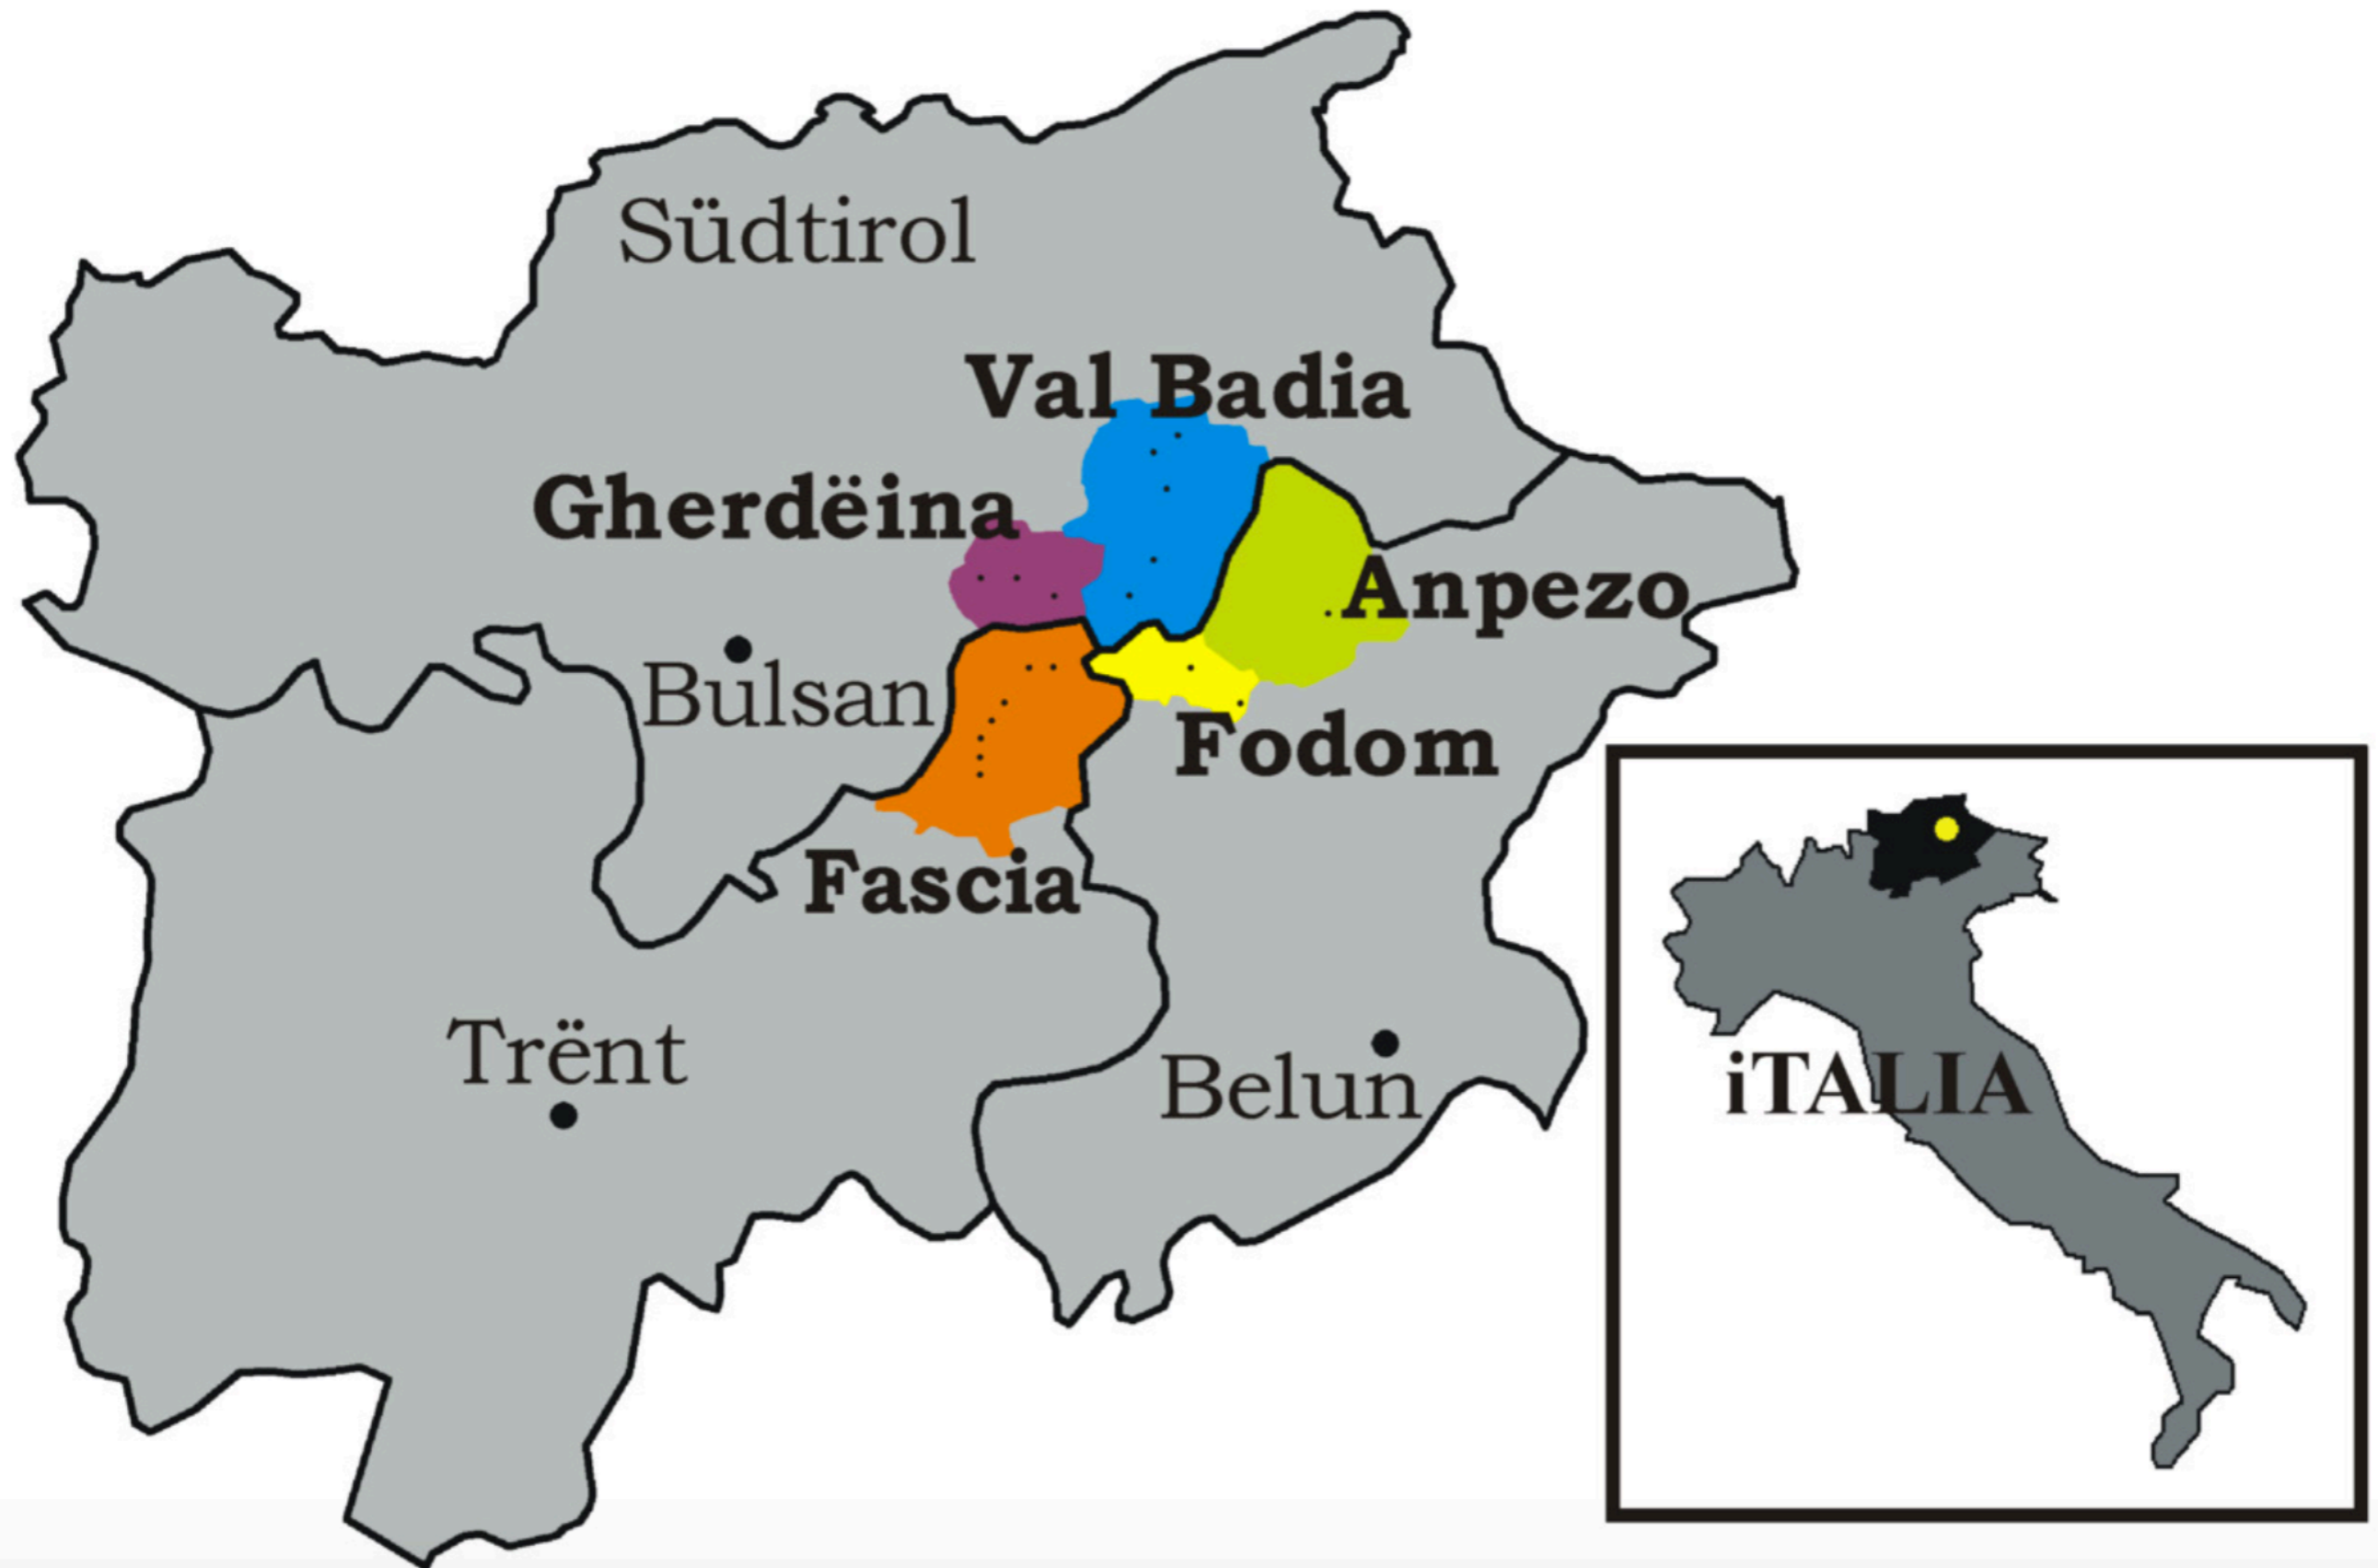 Südtirol
Val Badia
Gherdëina
Anpezo
Bulsan
Fodom
Fascia
Trënt
Belun
iTALIA